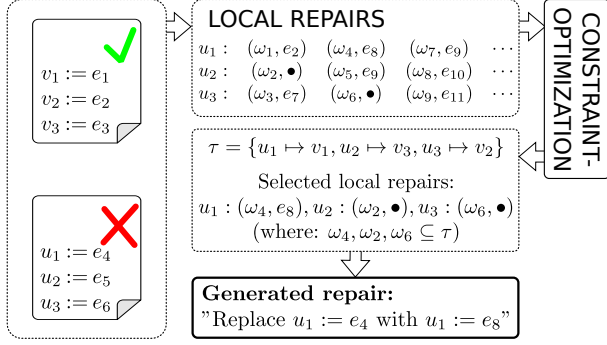 v₁ := e₁
v₂ := e₂
v₃ := e₃
u₁ := e₄
u₂ := e₅
u₃ := e₆
LOCAL REPAIRS
u₁ : (ω₁, e₂) (ω₄, e₈) (ω₇, e₉) ···
u₂ : (ω₂, •) (ω₅, e₉) (ω₈, e₁₀) ···
u₃ : (ω₃, e₇) (ω₆, •) (ω₉, e₁₁) ···
CONSTRAINT-
OPTIMIZATION
τ = {u₁ ↦ v₁, u₂ ↦ v₃, u₃ ↦ v₂}
Selected local repairs:
u₁ : (ω₄, e₈), u₂ : (ω₂, •), u₃ : (ω₆, •)
(where: ω₄, ω₂, ω₆ ⊆ τ)
Generated repair:
"Replace u₁ := e₄ with u₁ := e₈"